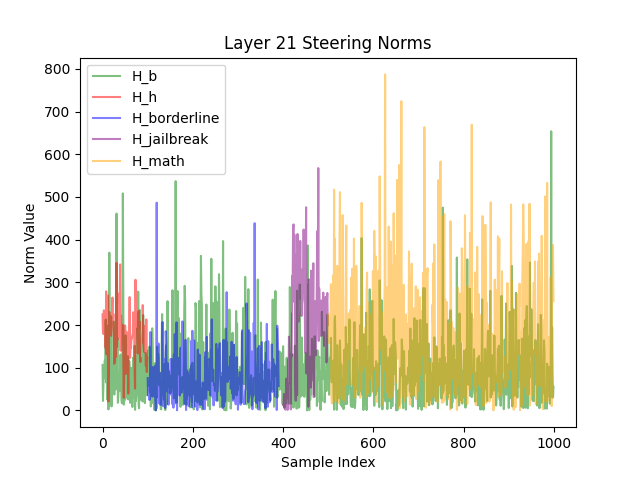 Layer 21 Steering Norms
H_b
H_h
H_borderline
H_jailbreak
H_math
Norm Value
800
700
600
500
400
300
200
100
0
0 200 400 600 800 1000
Sample Index